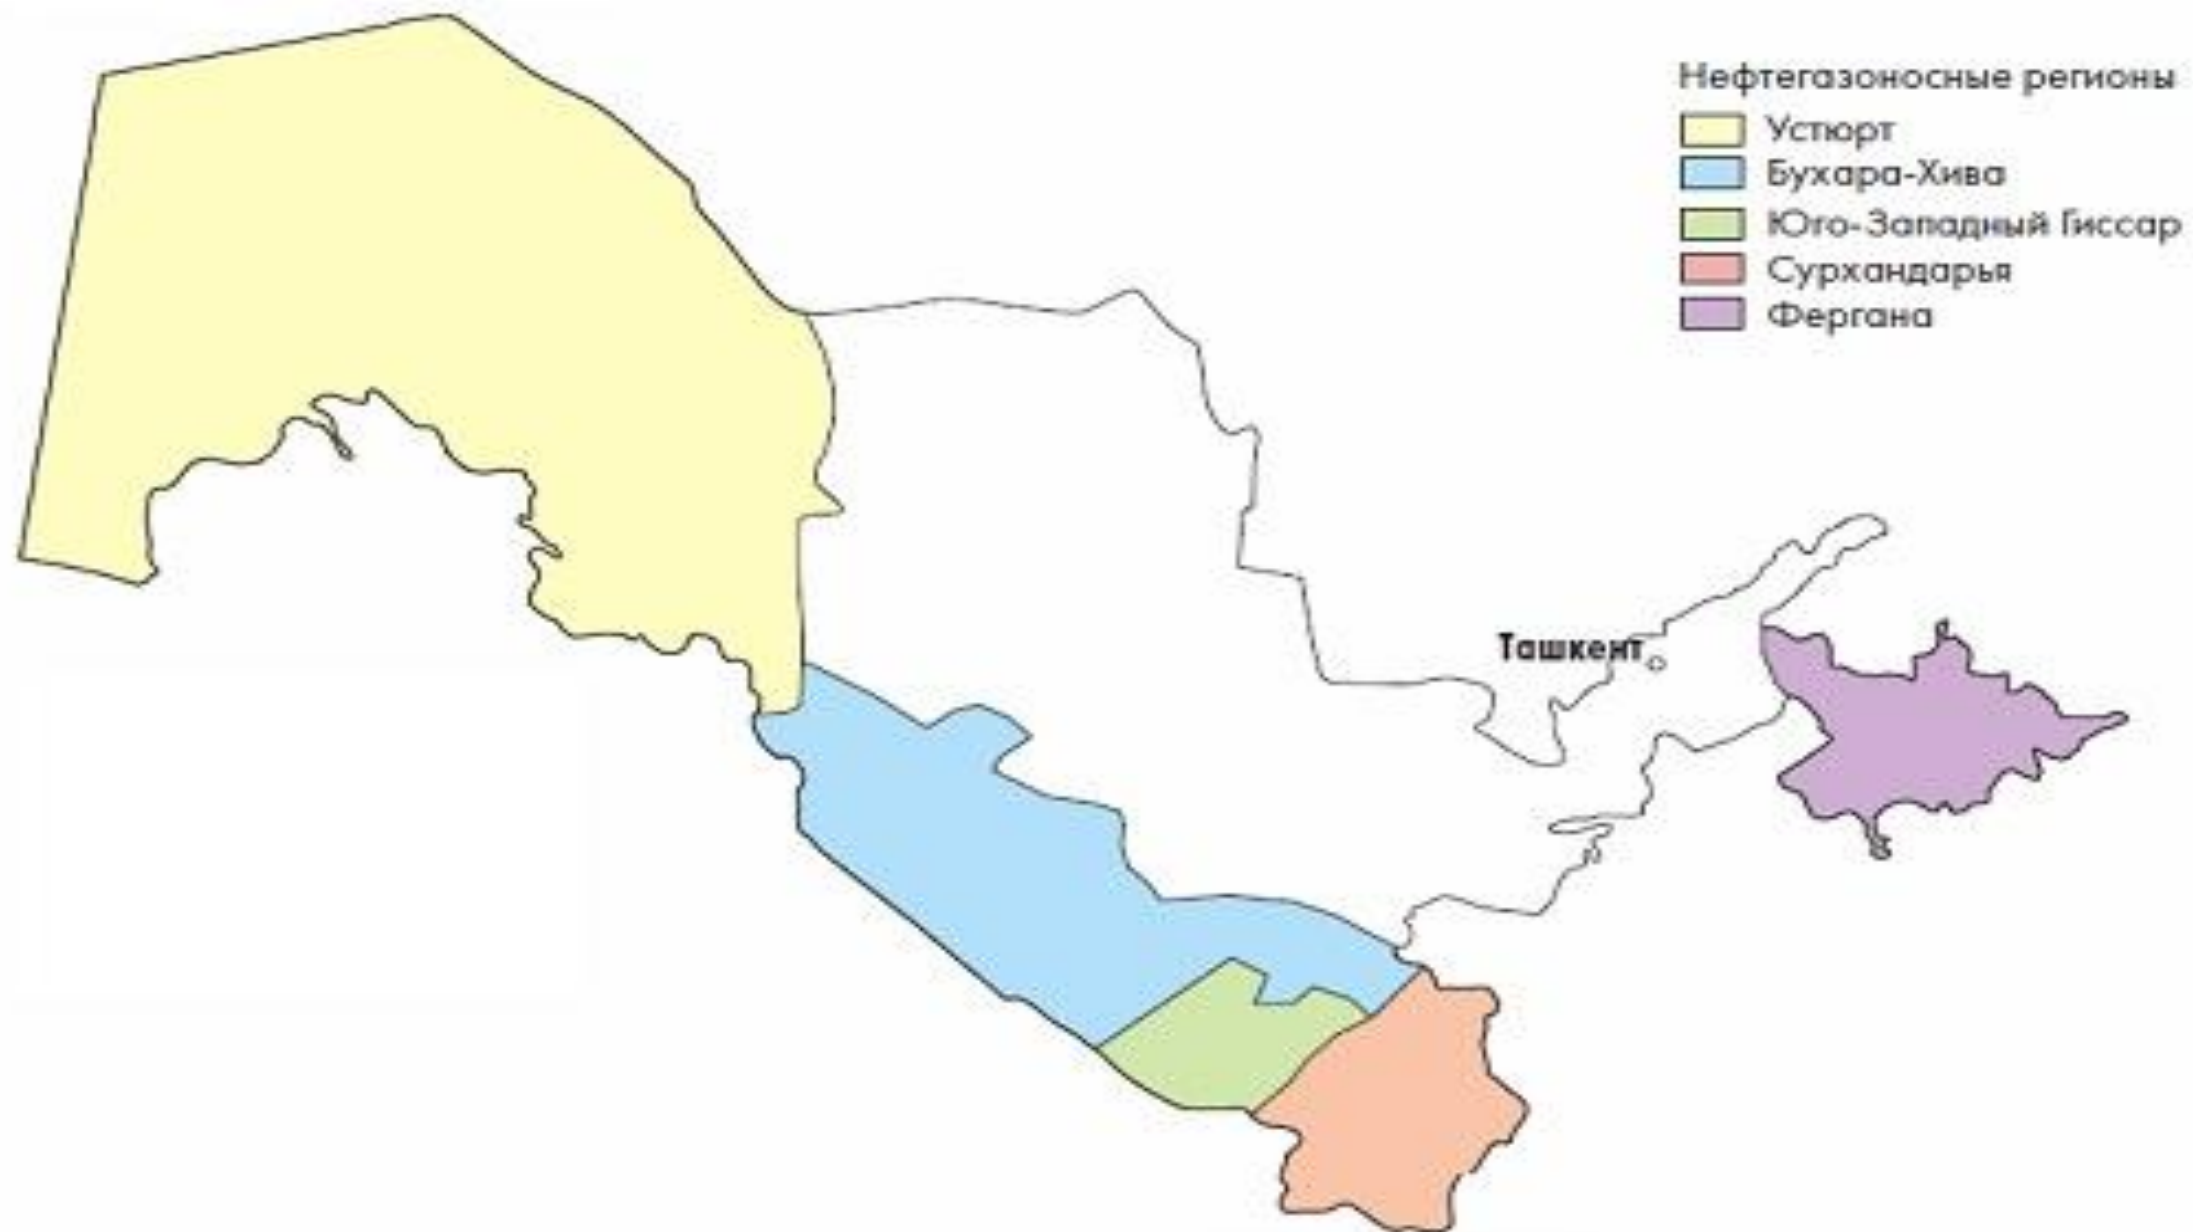 Нефтегазоносные регионы
Устюрт
Бухара-Хива
Юго-Западный Гиссар
Сурхандарья
Фергана
Ташкент